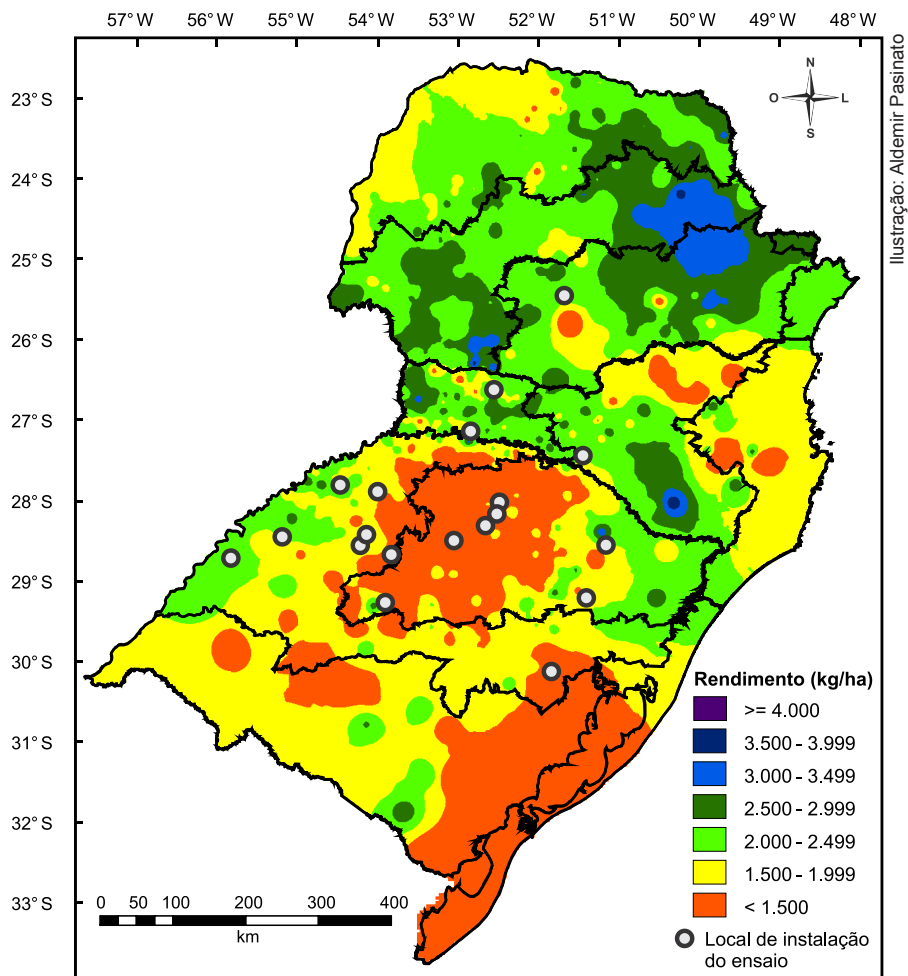 57° W 56° W 55° W 54° W 53° W 52° W 51° W 50° W 49° W 48° W
Ilustração: Aldemir Pasinato
N
O L
S
23° S
24° S
25° S
26° S
27° S
28° S
29° S
30° S
31° S
32° S
33° S
Rendimento (kg/ha)
>= 4.000
3.500 - 3.999
3.000 - 3.499
2.500 - 2.999
2.000 - 2.499
1.500 - 1.999
< 1.500
Local de instalação
do ensaio
0 50 100 200 300 400
km